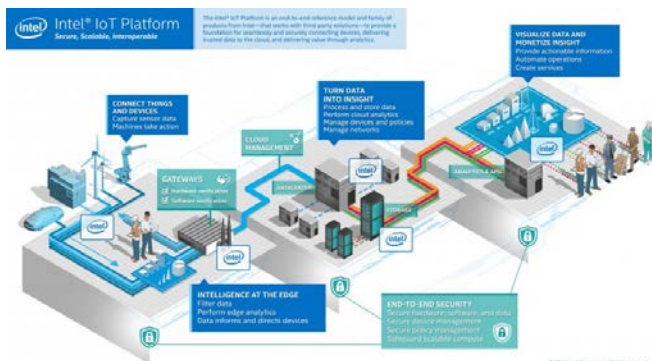 intel
Intel® IoT Platform
Secure, Scalable, Interoperable
The Intel® IoT Platform is an end-to-end reference model and family of
products from Intel—that works with third-party solutions—to provide a
foundation for seamlessly and securely connecting devices, delivering
trusted data to the cloud, and delivering value through analytics.
VISUALIZE DATA AND
MONETIZE INSIGHT
Provide actionable information
Automate operations
Create services
TURN DATA
INTO INSIGHT
Process and store data
Perform cloud analytics
Manage devices and policies
Manage networks
CONNECT THINGS
AND DEVICES
Capture sensor data
Machines take action
CLOUD
MANAGEMENT
GATEWAYS
Hardware verification
Software verification
DATACENTER
STORAGE
ANALYTICS
intel
intel
intel
intel
intel
INTELLIGENCE AT THE EDGE
Filter data
Perform edge analytics
Data informs and directs devices
END-TO-END SECURITY
Secure hardware, software, and data
Secure device management
Secure policy management
Safeguard scalable compute